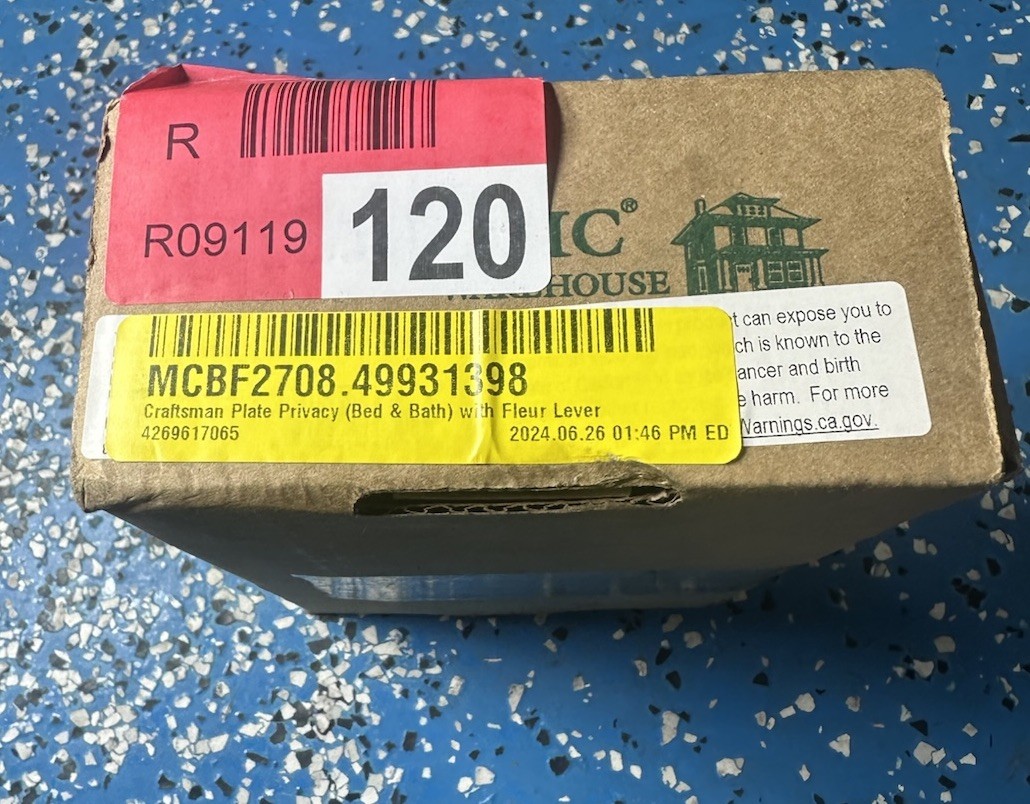 R
R09119
120
IC®
WAREHOUSE
MCBF2708.49931398
Craftsman Plate Privacy (Bed & Bath) with Fleur Lever
4269617065 2024.06.26 01:46 PM ED
t can expose you to
ch is known to the
ancer and birth
e harm. For more
Warnings.ca.gov.